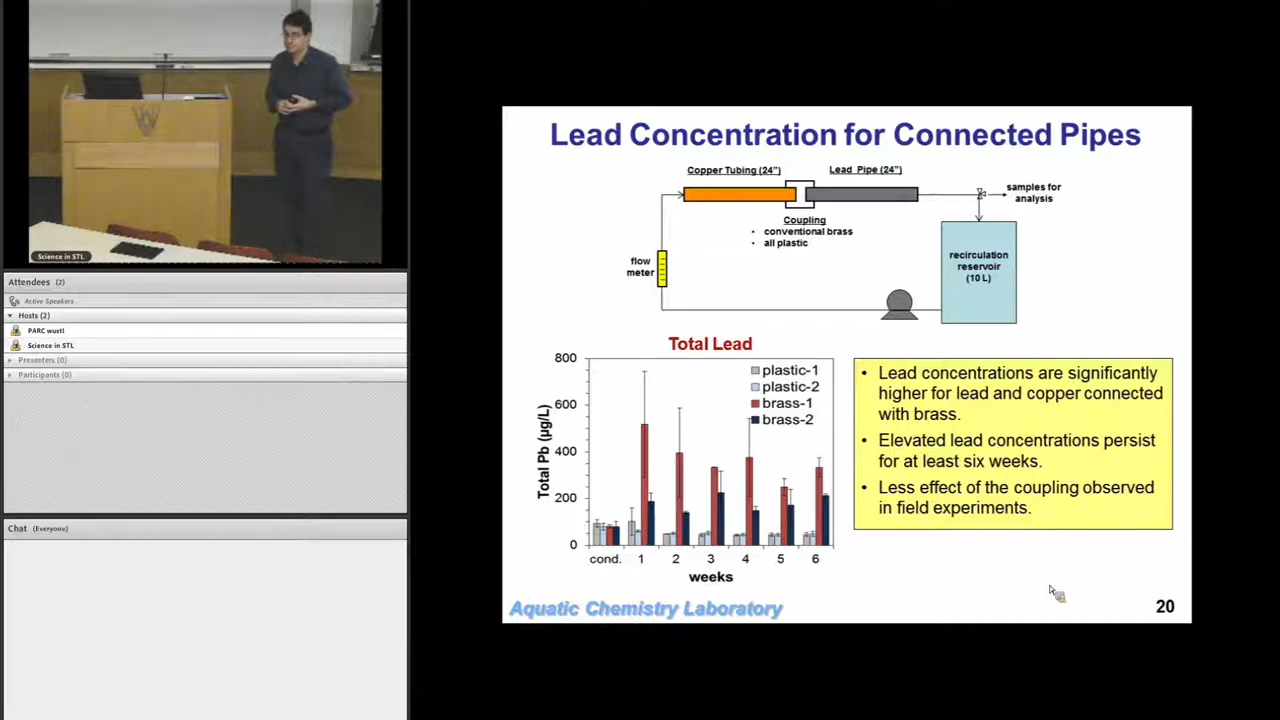 Science in STL
Attendees (2)
Active Speakers
Hosts (2)
PARC wustl
Science in STL
Presenters (0)
Participants (0)
Chat (Everyone)
Lead Concentration for Connected Pipes
Copper Tubing (24")
Lead Pipe (24")
samples for
analysis
Coupling
• conventional brass
• all plastic
flow
meter
recirculation
reservoir
(10 L)
Total Lead
Total Pb (µg/L)
800
600
400
200
0
plastic-1
plastic-2
brass-1
brass-2
cond. 1 2 3 4 5 6
weeks
• Lead concentrations are significantly
higher for lead and copper connected
with brass.
• Elevated lead concentrations persist
for at least six weeks.
• Less effect of the coupling observed
in field experiments.
Aquatic Chemistry Laboratory
20